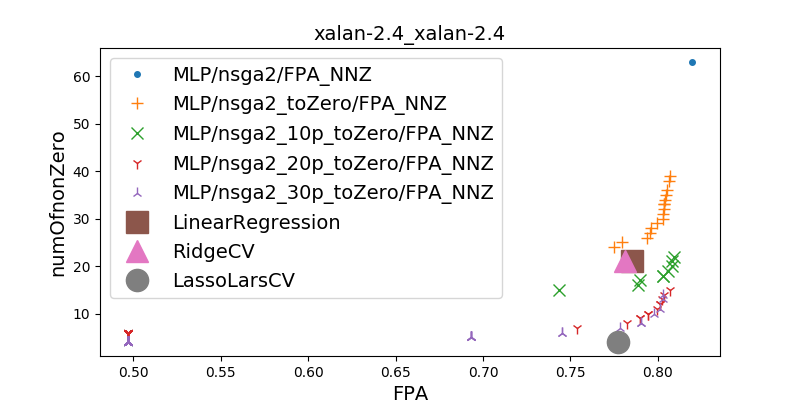 xalan-2.4_xalan-2.4
numOfnonZero
60
50
40
30
20
10
MLP/nsga2/FPA_NNZ
MLP/nsga2_toZero/FPA_NNZ
MLP/nsga2_10p_toZero/FPA_NNZ
MLP/nsga2_20p_toZero/FPA_NNZ
MLP/nsga2_30p_toZero/FPA_NNZ
LinearRegression
RidgeCV
LassoLarsCV
0.50 0.55 0.60 0.65 0.70 0.75 0.80
FPA